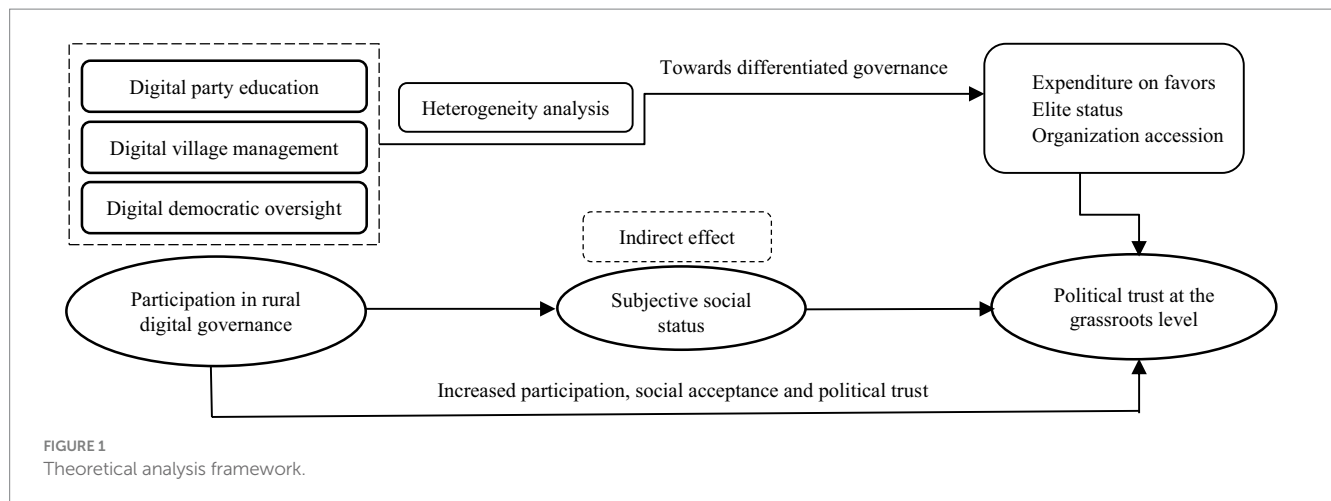 Digital party education
Digital village management
Digital democratic oversight
Heterogeneity analysis
Towards differentiated governance
Expenditure on favors
Elite status
Organization accession
Indirect effect
Participation in rural
digital governance
Subjective social
status
Political trust at the
grassroots level
Increased participation, social acceptance and political trust
FIGURE 1
Theoretical analysis framework.